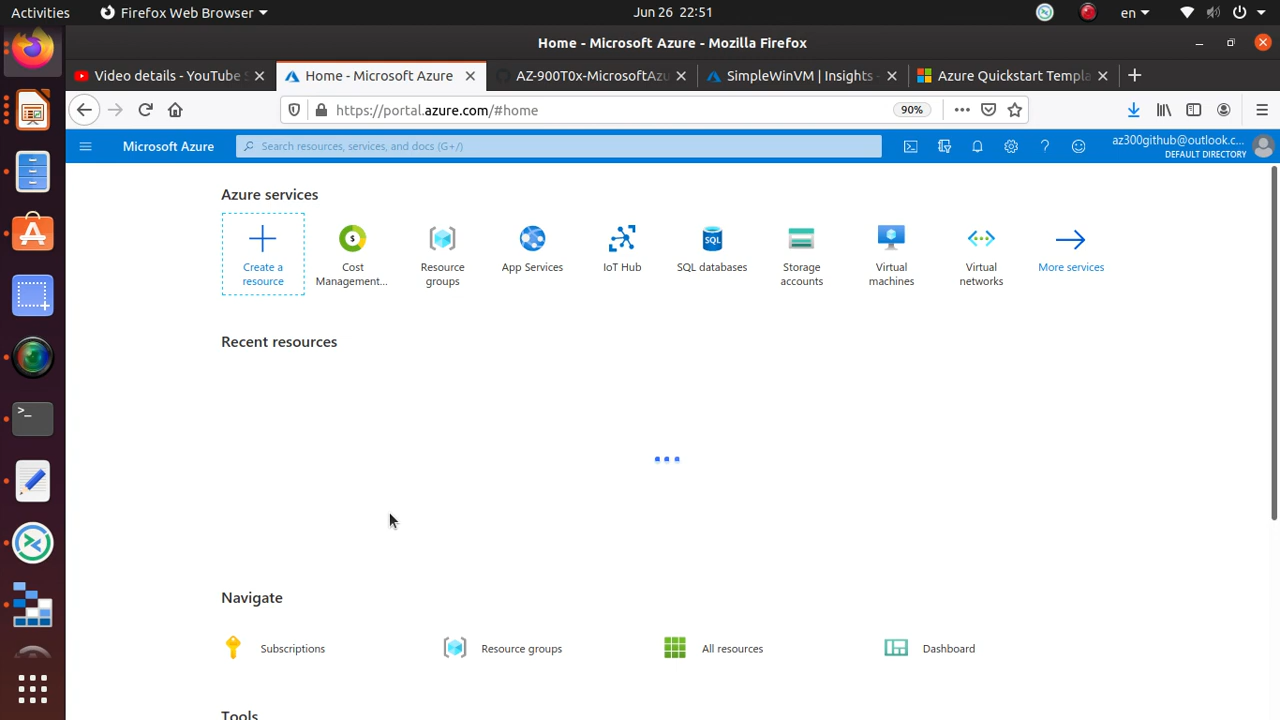 Activities Firefox Web Browser Jun 26 22:51 en
Home - Microsoft Azure - Mozilla Firefox
Video details - YouTube S Home - Microsoft Azure AZ-900T0x-MicrosoftAzu SimpleWinVM | Insights - Azure Quickstart Templa
https://portal.azure.com/#home 90%
Microsoft Azure Search resources, services, and docs (G+/) az300github@outlook.c...
DEFAULT DIRECTORY
Azure services
Create a resource
Cost Management...
Resource groups
App Services
IoT Hub
SQL databases
Storage accounts
Virtual machines
Virtual networks
More services
Recent resources
Navigate
Subscriptions Resource groups All resources Dashboard
Tools